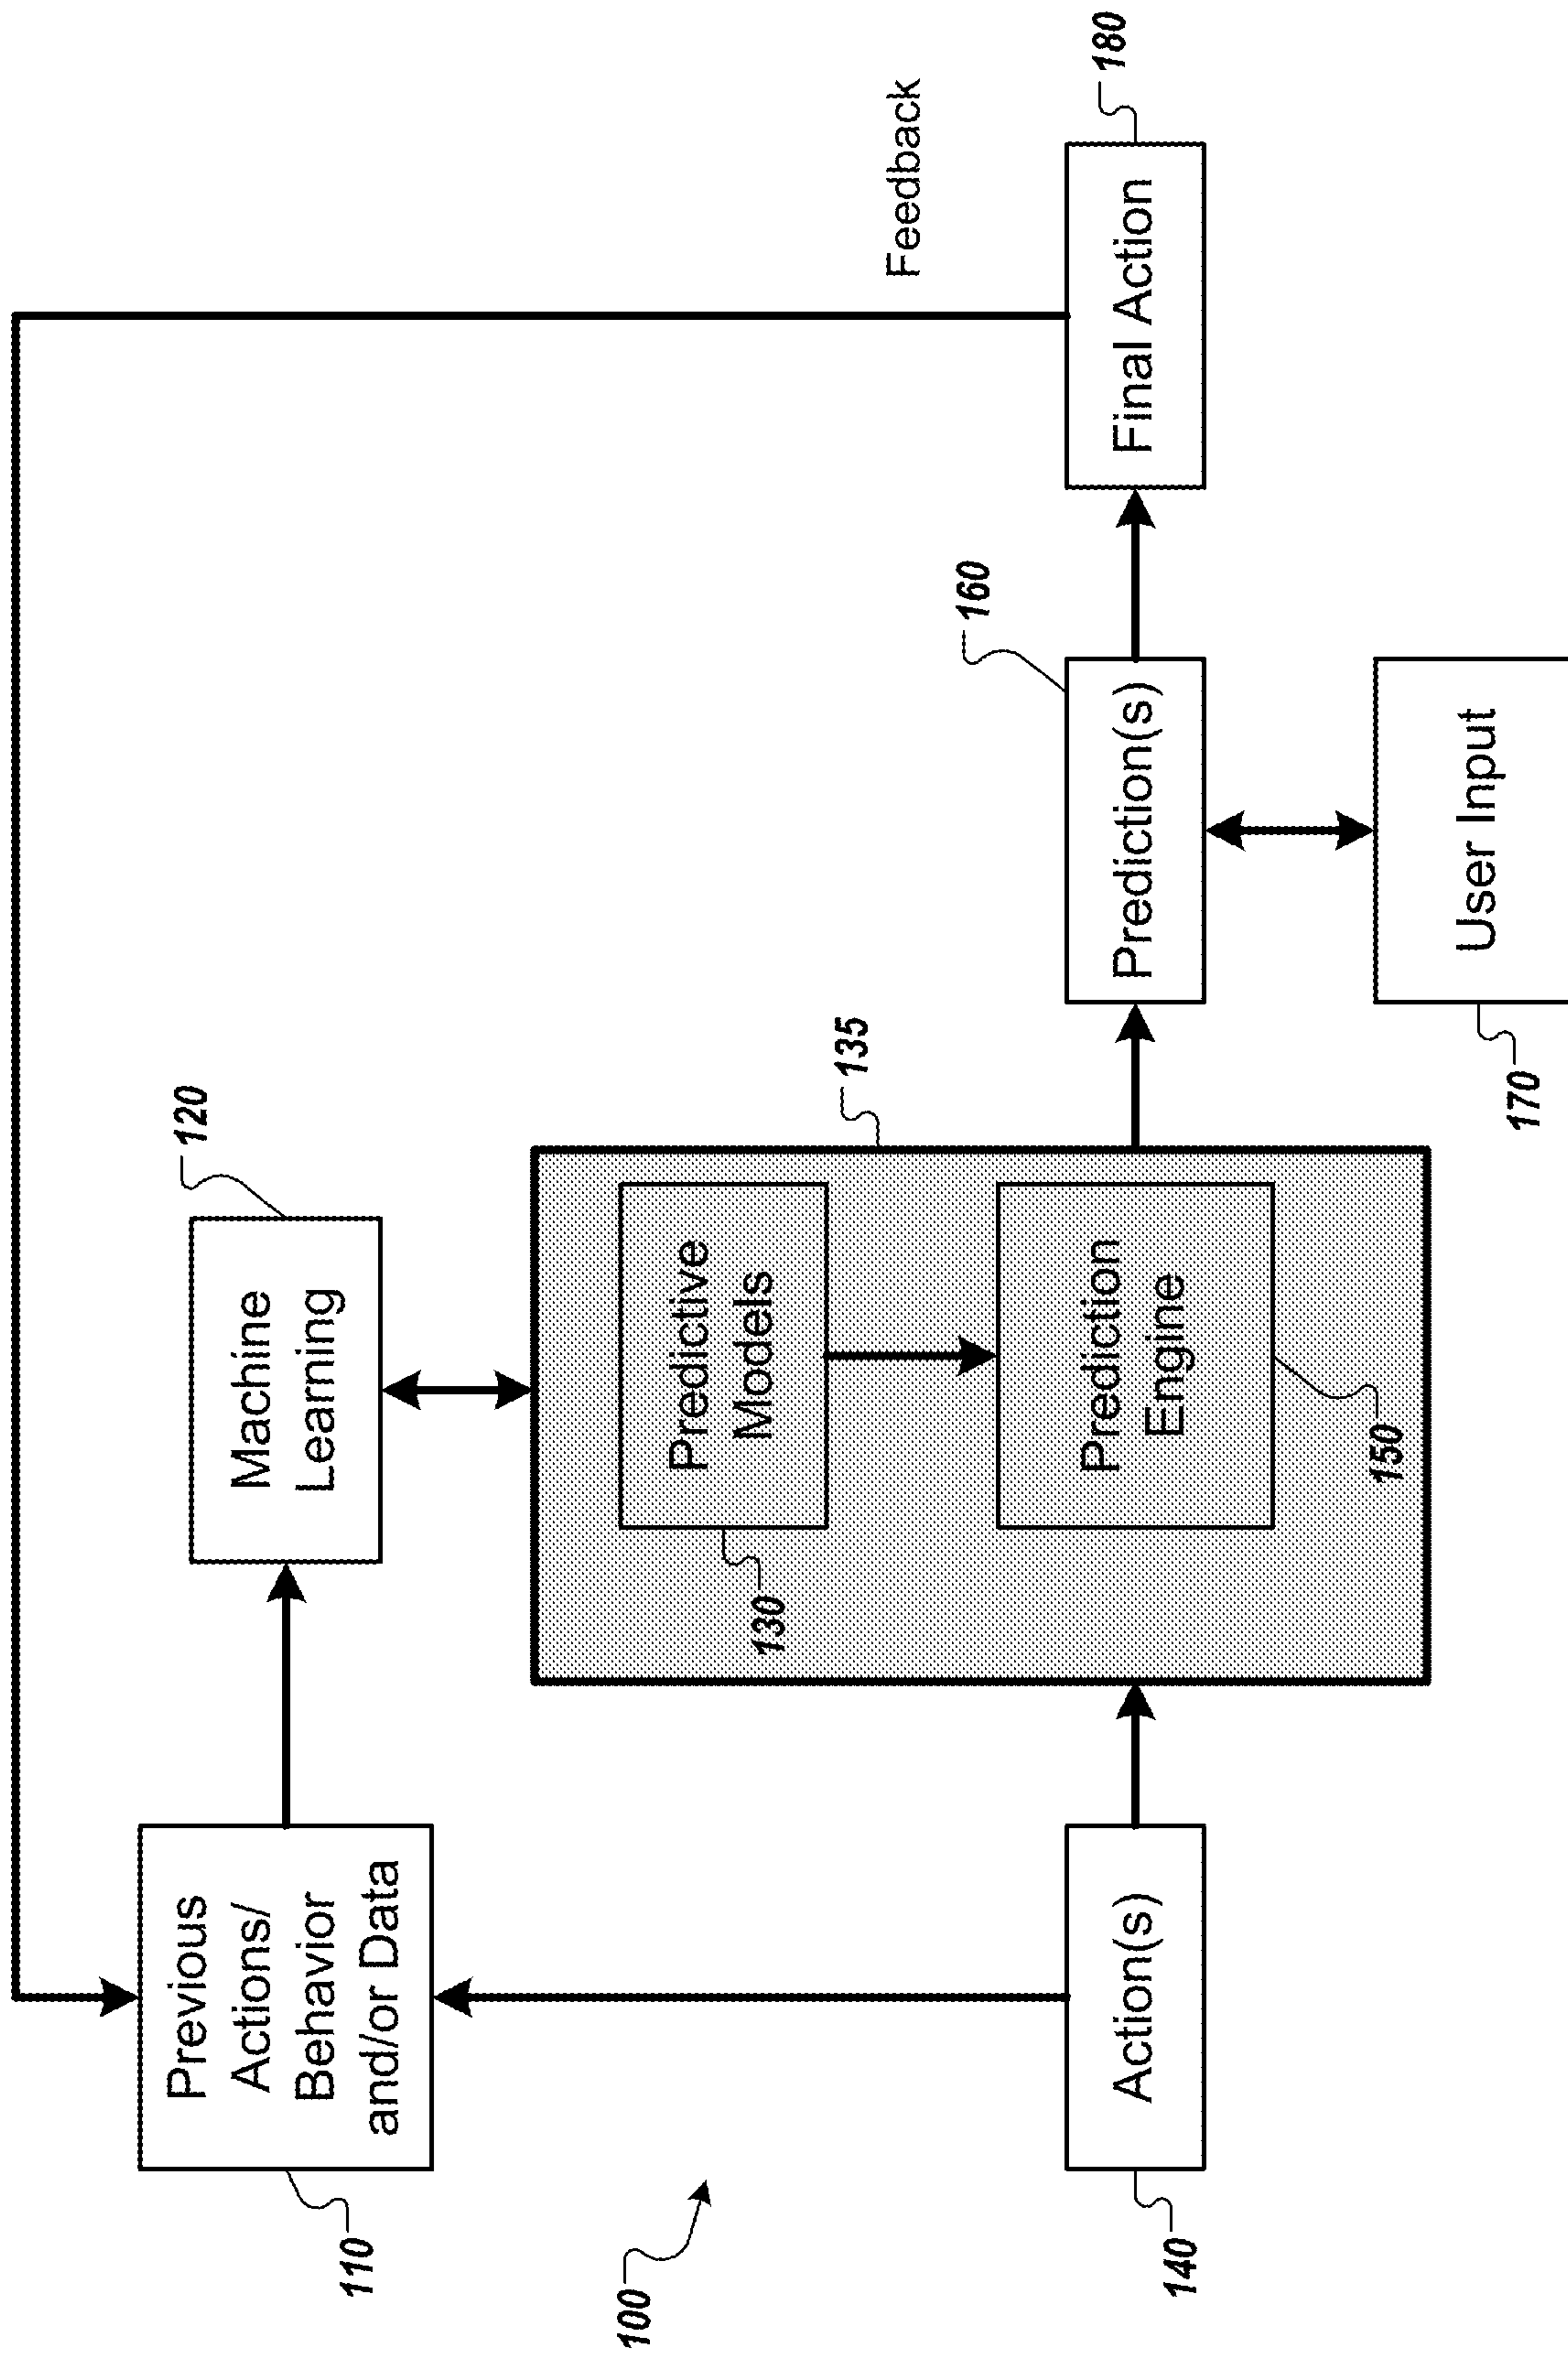 Previous
Actions/
Behavior
and/or Data
110
Machine
Learning
120
100
Predictive
Models
130
135
Prediction
Engine
150
Feedback
Action(s)
140
Prediction(s)
160
Final Action
180
User Input
170